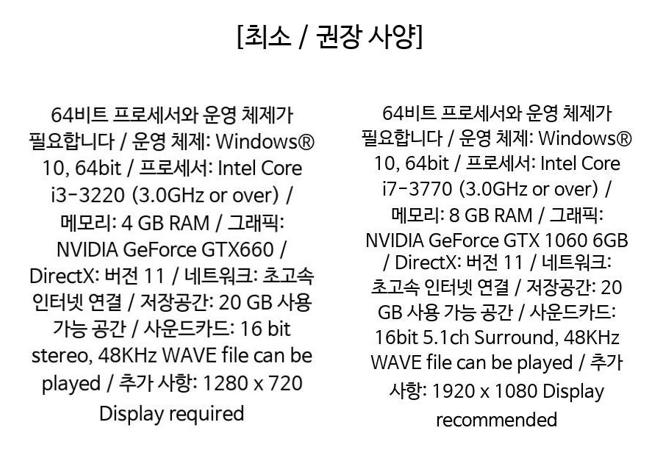 [최소 / 권장 사양]
64비트 프로세서와 운영 체제가
필요합니다 / 운영 체제: Windows®
10, 64bit / 프로세서: Intel Core
i3-3220 (3.0GHz or over) /
메모리: 4 GB RAM / 그래픽:
NVIDIA GeForce GTX660 /
DirectX: 버전 11 / 네트워크: 초고속
인터넷 연결 / 저장공간: 20 GB 사용
가능 공간 / 사운드카드: 16 bit
stereo, 48KHz WAVE file can be
played / 추가 사항: 1280 x 720
Display required
64비트 프로세서와 운영 체제가
필요합니다 / 운영 체제: Windows®
10, 64bit / 프로세서: Intel Core
i7-3770 (3.0GHz or over) /
메모리: 8 GB RAM / 그래픽:
NVIDIA GeForce GTX 1060 6GB
/ DirectX: 버전 11 / 네트워크:
초고속 인터넷 연결 / 저장공간: 20
GB 사용 가능 공간 / 사운드카드:
16bit 5.1ch Surround, 48KHz
WAVE file can be played / 추가
사항: 1920 x 1080 Display
recommended